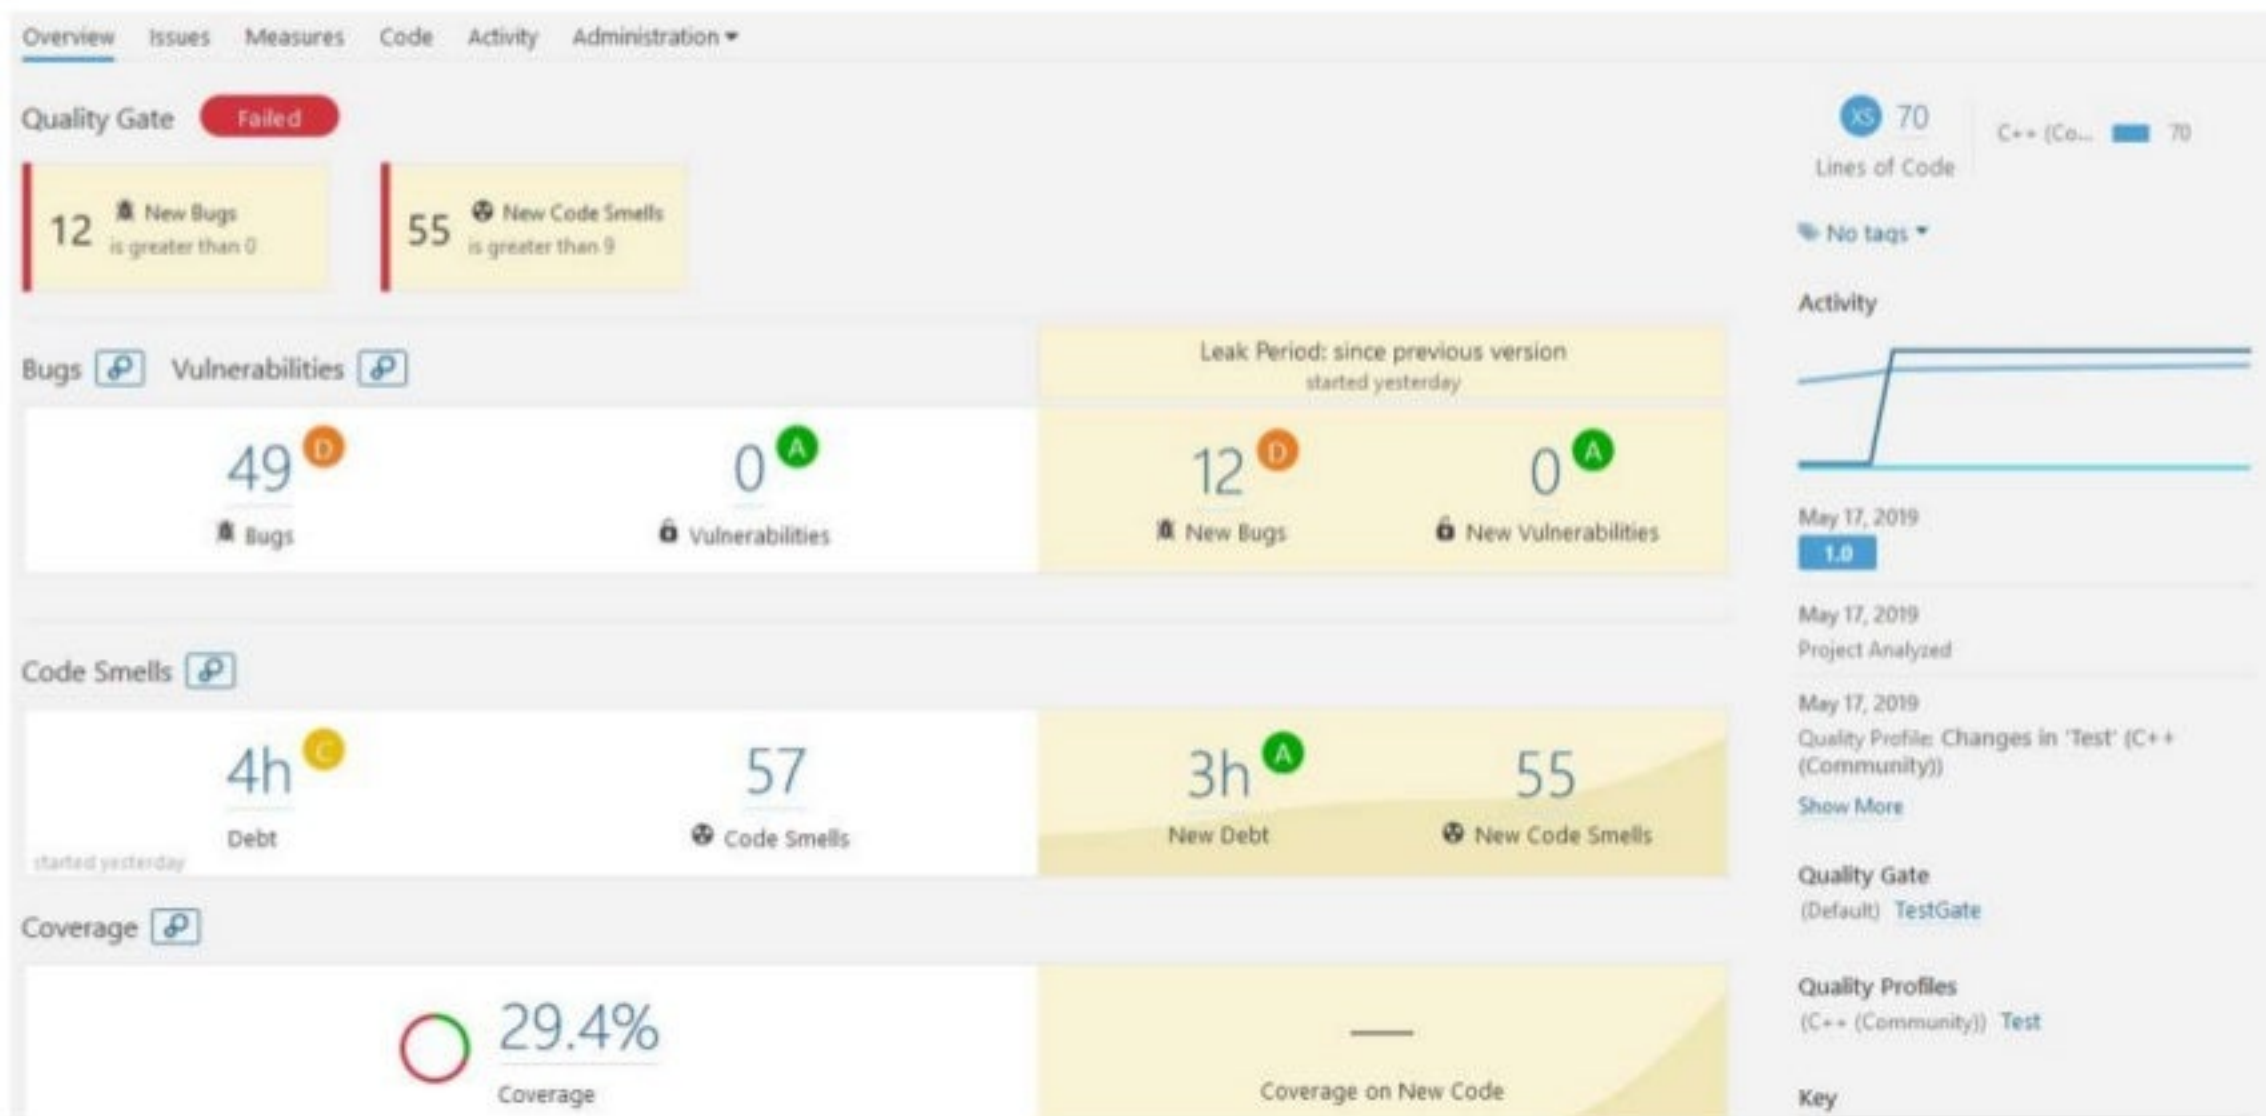 Overview Issues Measures Code Activity Administration
Quality Gate Failed
12 New Bugs
is greater than 0
55 New Code Smells
is greater than 9
Bugs Vulnerabilities
Leak Period: since previous version
started yesterday
49 D
Bugs
0 A
Vulnerabilities
12 D
New Bugs
0 A
New Vulnerabilities
Code Smells
4h C
Debt
started yesterday
57
Code Smells
3h A
New Debt
55
New Code Smells
Coverage
29.4%
Coverage
—
Coverage on New Code
XS 70
Lines of Code
C++ (Co... 70
No tags
Activity
May 17, 2019
1.0
May 17, 2019
Project Analyzed
May 17, 2019
Quality Profile: Changes in 'Test' (C++
(Community))
Show More
Quality Gate
(Default) TestGate
Quality Profiles
(C++ (Community)) Test
Key